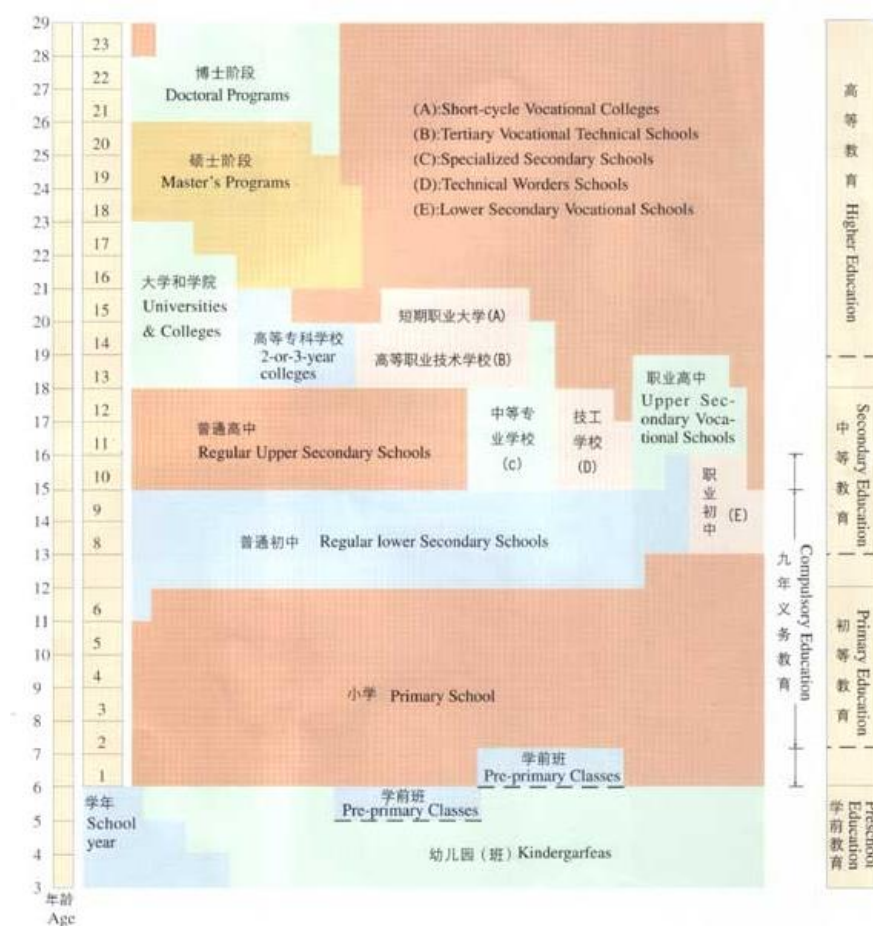 29
28
27
26
25
24
23
22
21
20
19
18
17
16
15
14
13
12
11
10
9
8
7
6
5
4
3
年龄
Age
23
22
21
20
19
18
17
16
15
14
13
12
11
10
9
8
6
5
4
3
2
1
学年
School
year
博士阶段
Doctoral Programs
硕士阶段
Master's Programs
(A):Short-cycle Vocational Colleges
(B):Tertiary Vocational Technical Schools
(C):Specialized Secondary Schools
(D):Technical Worders Schools
(E):Lower Secondary Vocational Schools
大学和学院
Universities
& Colleges
高等专科学校
2-or-3-year
colleges
短期职业大学(A)
高等职业技术学校(B)
普通高中
Regular Upper Secondary Schools
中等专
业学校
(c)
技工
学校
(D)
职业高中
Upper Sec-
ondary Voca-
tional Schools
职业初中
(E)
普通初中 Regular lower Secondary Schools
小学 Primary School
学前班
Pre-primary Classes
学前班
Pre-primary Classes
幼儿园（班）Kindergarfeas
九年义务教育
Compulsory Education
高等教育
Higher Education
中等教育
Secondary Education
初等教育
Primary Education
学前教育
Preschool
Education